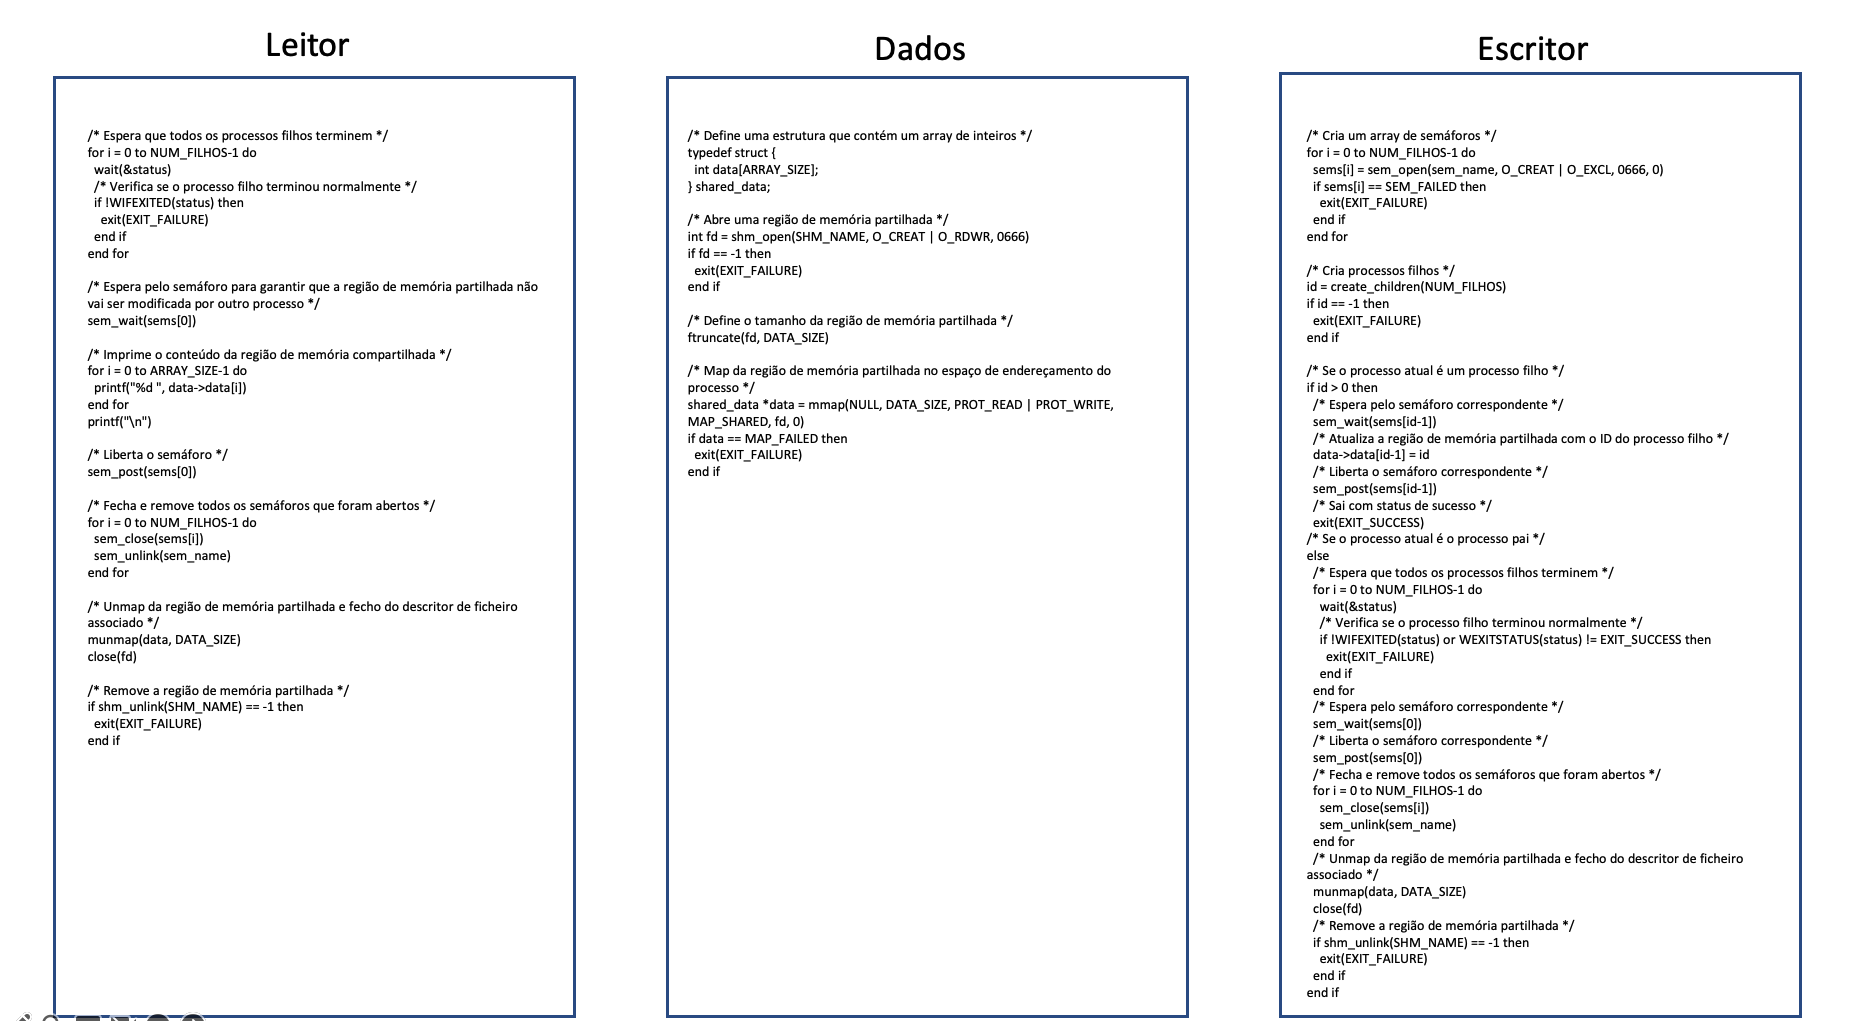 Leitor
/* Espera que todos os processos filhos terminem */
for i = 0 to NUM_FILHOS-1 do
wait(&status)
/* Verifica se o processo filho terminou normalmente */
if !WIFEXITED(status) then
exit(EXIT_FAILURE)
end if
end for
/* Espera pelo semáforo para garantir que a região de memória partilhada não
vai ser modificada por outro processo */
sem_wait(sems[0])
/* Imprime o conteúdo da região de memória compartilhada */
for i = 0 to ARRAY_SIZE-1 do
printf("%d ", data->data[i])
end for
printf("\n")
/* Liberta o semáforo */
sem_post(sems[0])
/* Fecha e remove todos os semáforos que foram abertos */
for i = 0 to NUM_FILHOS-1 do
sem_close(sems[i])
sem_unlink(sem_name)
end for
/* Unmap da região de memória partilhada e fecho do descritor de ficheiro
associado */
munmap(data, DATA_SIZE)
close(fd)
/* Remove a região de memória partilhada */
if shm_unlink(SHM_NAME) == -1 then
exit(EXIT_FAILURE)
end if
Dados
/* Define uma estrutura que contém um array de inteiros */
typedef struct {
int data[ARRAY_SIZE];
} shared_data;
/* Abre uma região de memória partilhada */
int fd = shm_open(SHM_NAME, O_CREAT | O_RDWR, 0666)
if fd == -1 then
exit(EXIT_FAILURE)
end if
/* Define o tamanho da região de memória partilhada */
ftruncate(fd, DATA_SIZE)
/* Map da região de memória partilhada no espaço de endereçamento do
processo */
shared_data *data = mmap(NULL, DATA_SIZE, PROT_READ | PROT_WRITE,
MAP_SHARED, fd, 0)
if data == MAP_FAILED then
exit(EXIT_FAILURE)
end if
Escritor
/* Cria um array de semáforos */
for i = 0 to NUM_FILHOS-1 do
sems[i] = sem_open(sem_name, O_CREAT | O_EXCL, 0666, 0)
if sems[i] == SEM_FAILED then
exit(EXIT_FAILURE)
end if
end for
/* Cria processos filhos */
id = create_children(NUM_FILHOS)
if id == -1 then
exit(EXIT_FAILURE)
end if
/* Se o processo atual é um processo filho */
if id > 0 then
/* Espera pelo semáforo correspondente */
sem_wait(sems[id-1])
/* Atualiza a região de memória partilhada com o ID do processo filho */
data->data[id-1] = id
/* Liberta o semáforo correspondente */
sem_post(sems[id-1])
/* Sai com status de sucesso */
exit(EXIT_SUCCESS)
/* Se o processo atual é o processo pai */
else
/* Espera que todos os processos filhos terminem */
for i = 0 to NUM_FILHOS-1 do
wait(&status)
/* Verifica se o processo filho terminou normalmente */
if !WIFEXITED(status) or WEXITSTATUS(status) != EXIT_SUCCESS then
exit(EXIT_FAILURE)
end if
end for
/* Espera pelo semáforo correspondente */
sem_wait(sems[0])
/* Liberta o semáforo correspondente */
sem_post(sems[0])
/* Fecha e remove todos os semáforos que foram abertos */
for i = 0 to NUM_FILHOS-1 do
sem_close(sems[i])
sem_unlink(sem_name)
end for
/* Unmap da região de memória partilhada e fecho do descritor de ficheiro
associado */
munmap(data, DATA_SIZE)
close(fd)
/* Remove a região de memória partilhada */
if shm_unlink(SHM_NAME) == -1 then
exit(EXIT_FAILURE)
end if
end if